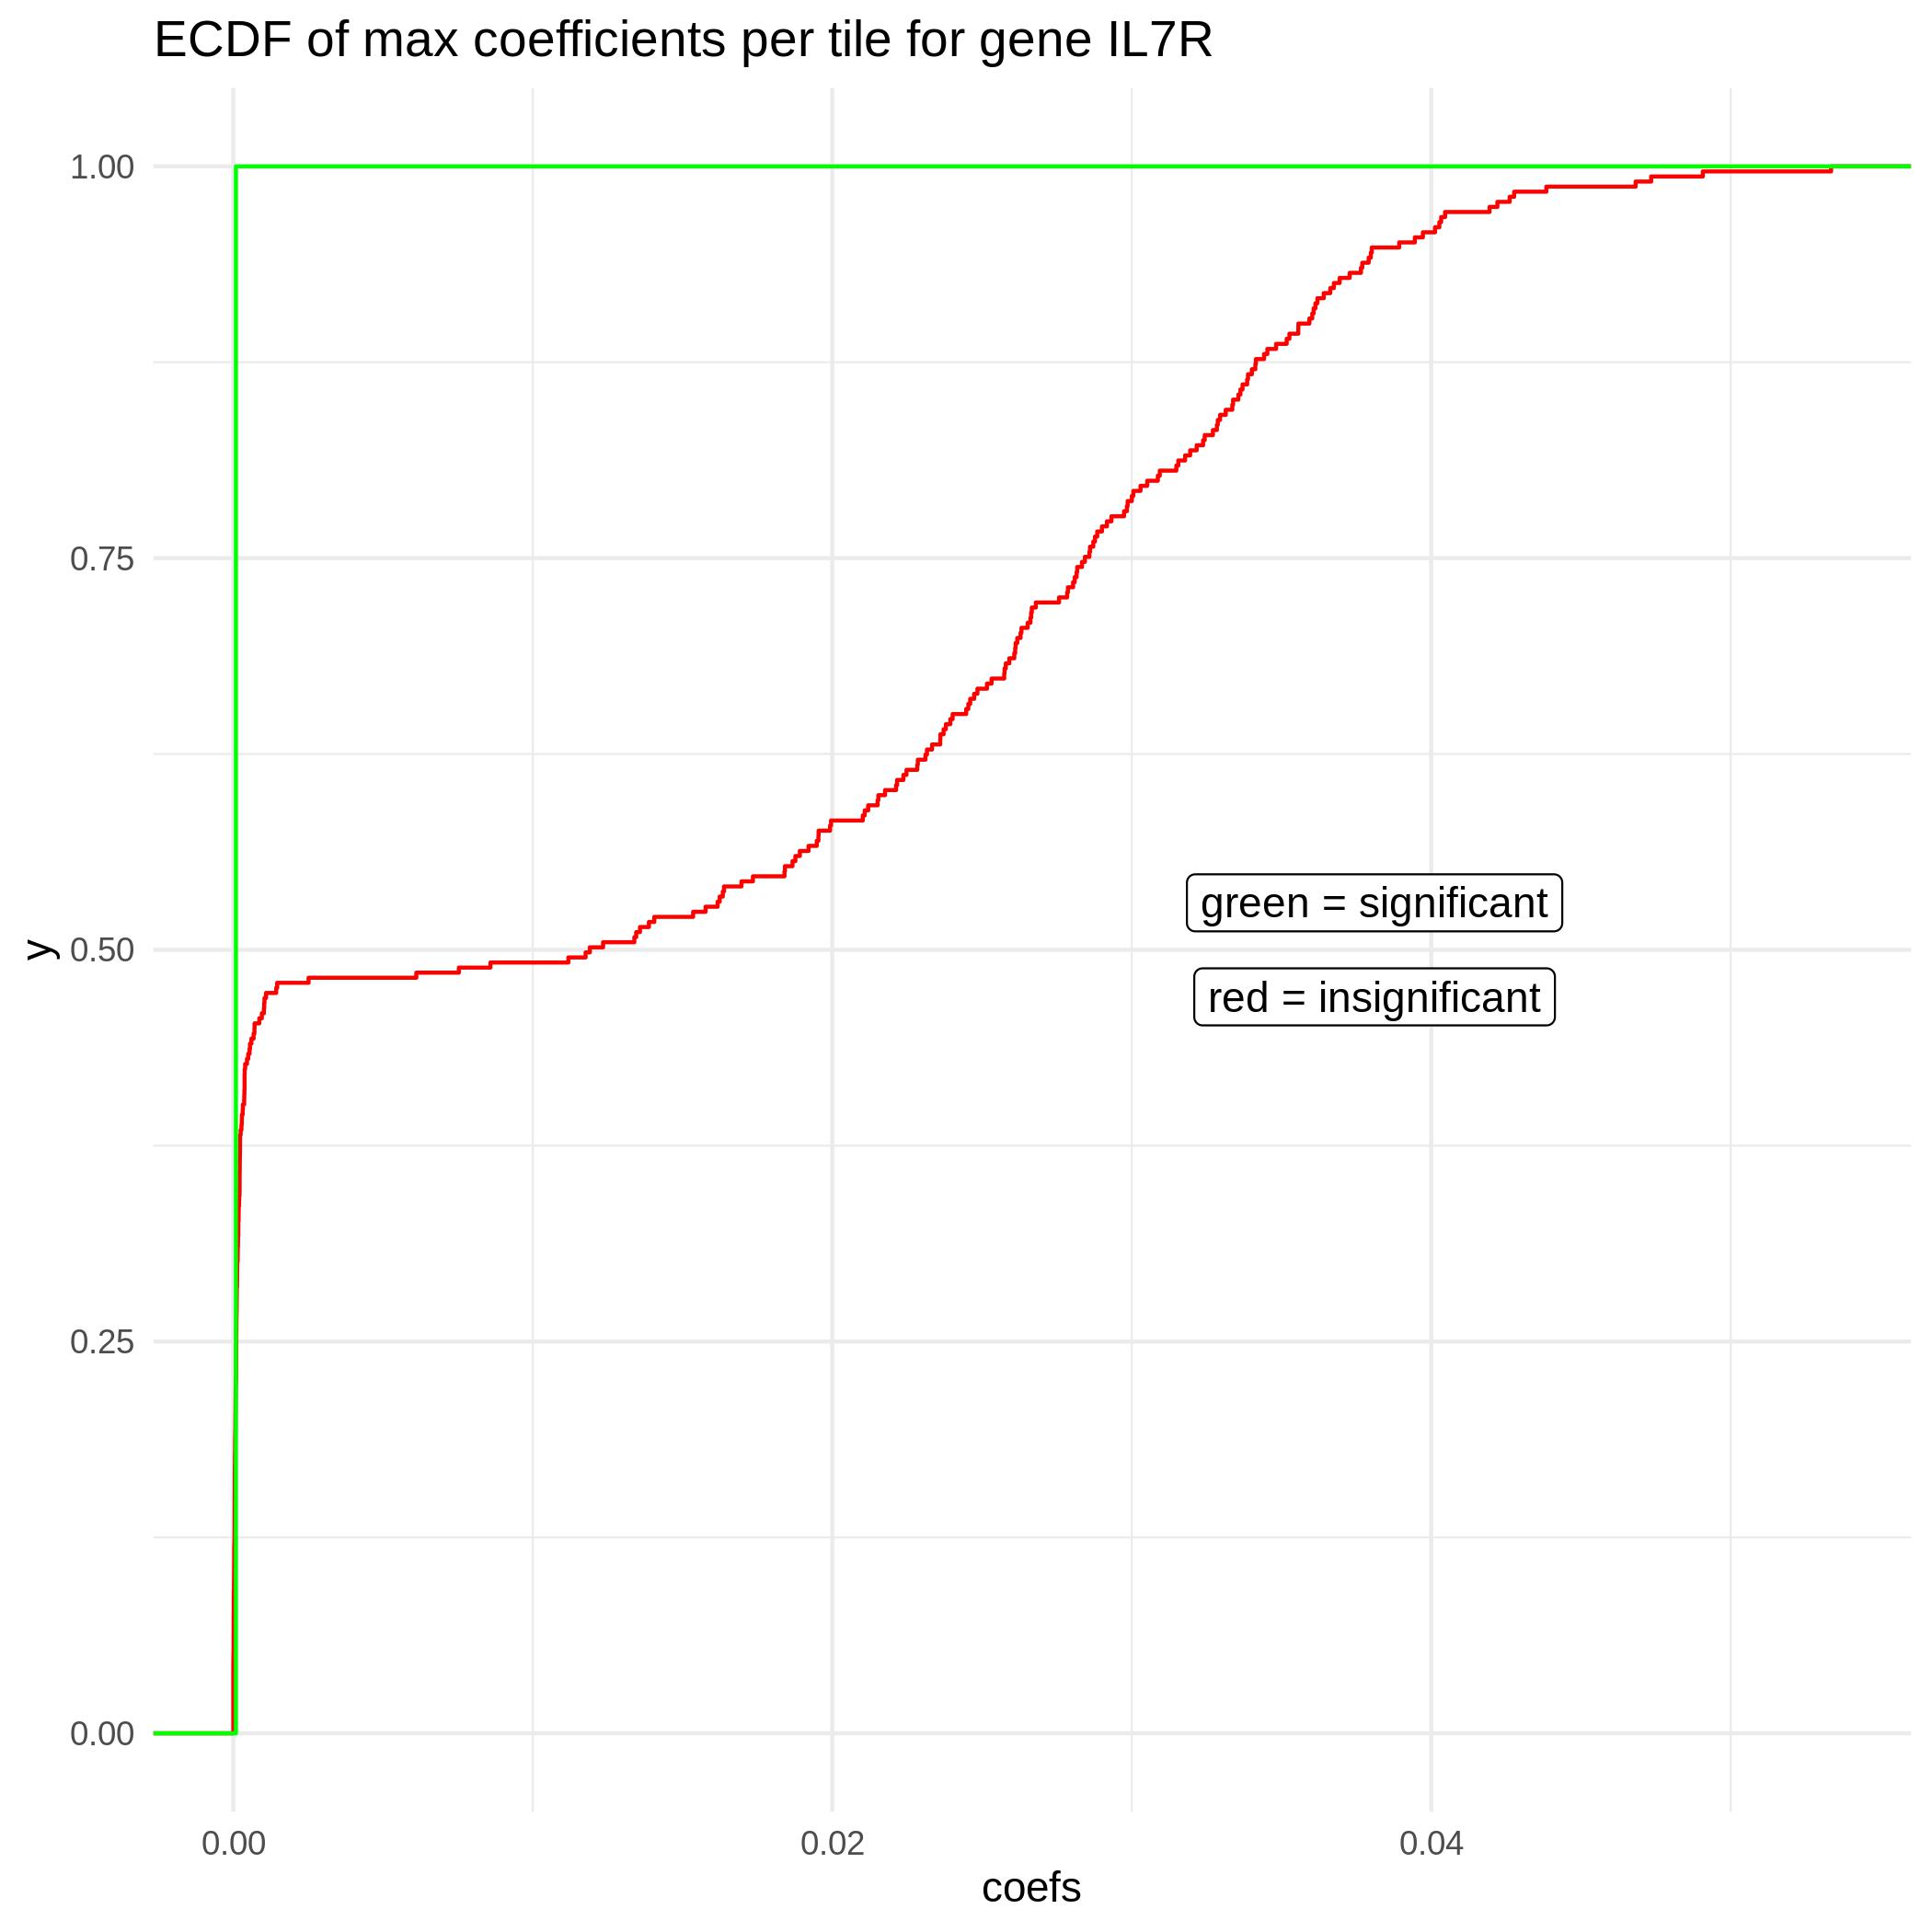 ECDF of max coefficients per tile for gene IL7R
1.00
0.75
0.50
0.25
0.00
y
green = significant
red = insignificant
0.00 0.02 0.04
coefs